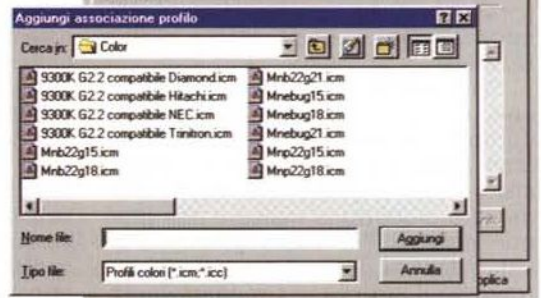 Aggiungi associazione profilo
Cerca in: Color
9300K G2.2 compatibile Diamond.icm
9300K G2.2 compatibile Hitachi.icm
9300K G2.2 compatibile NEC.icm
9300K G2.2 compatibile Trinitron.icm
Mnb22g15.icm
Mnb22g18.icm
Mnb22g21.icm
Mnebug15.icm
Mnebug18.icm
Mnebug21.icm
Mnp22g15.icm
Mnp22g18.icm
Nome file:
Aggiungi
Tipo file: Profili colori (*.icm;*.icc)
Annulla
pplica